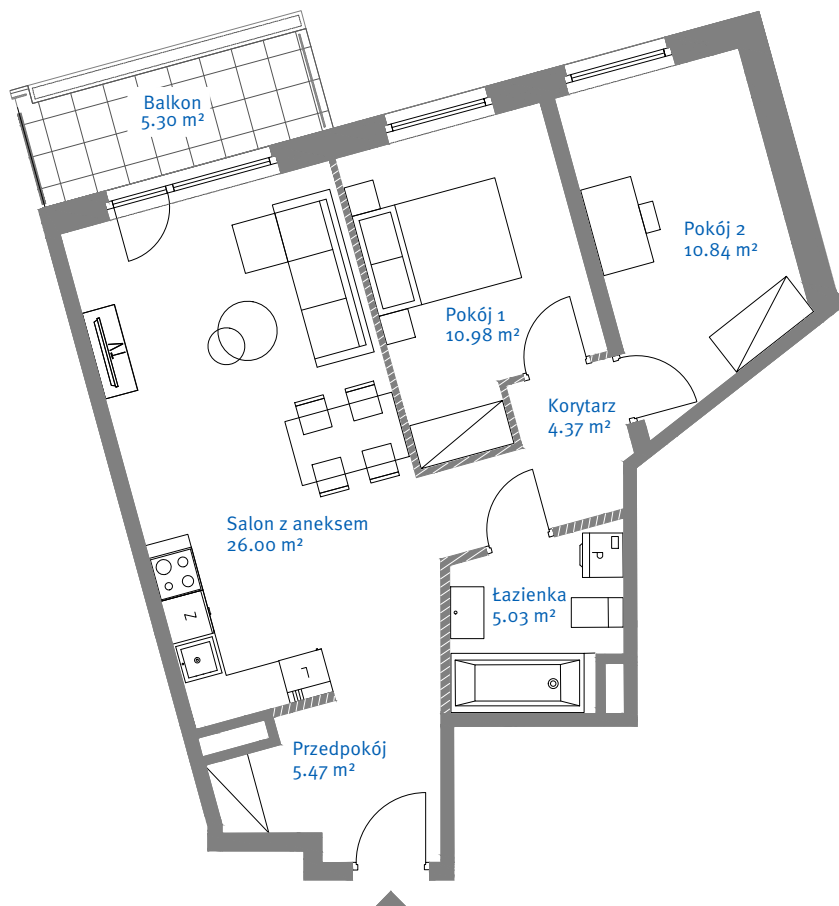 Balkon
5.30 m²
Pokój 2
10.84 m²
Pokój 1
10.98 m²
TV
Korytarz
4.37 m²
Salon z aneksem
26.00 m²
P
Łazienka
5.03 m²
Z
L
Przedpokój
5.47 m²